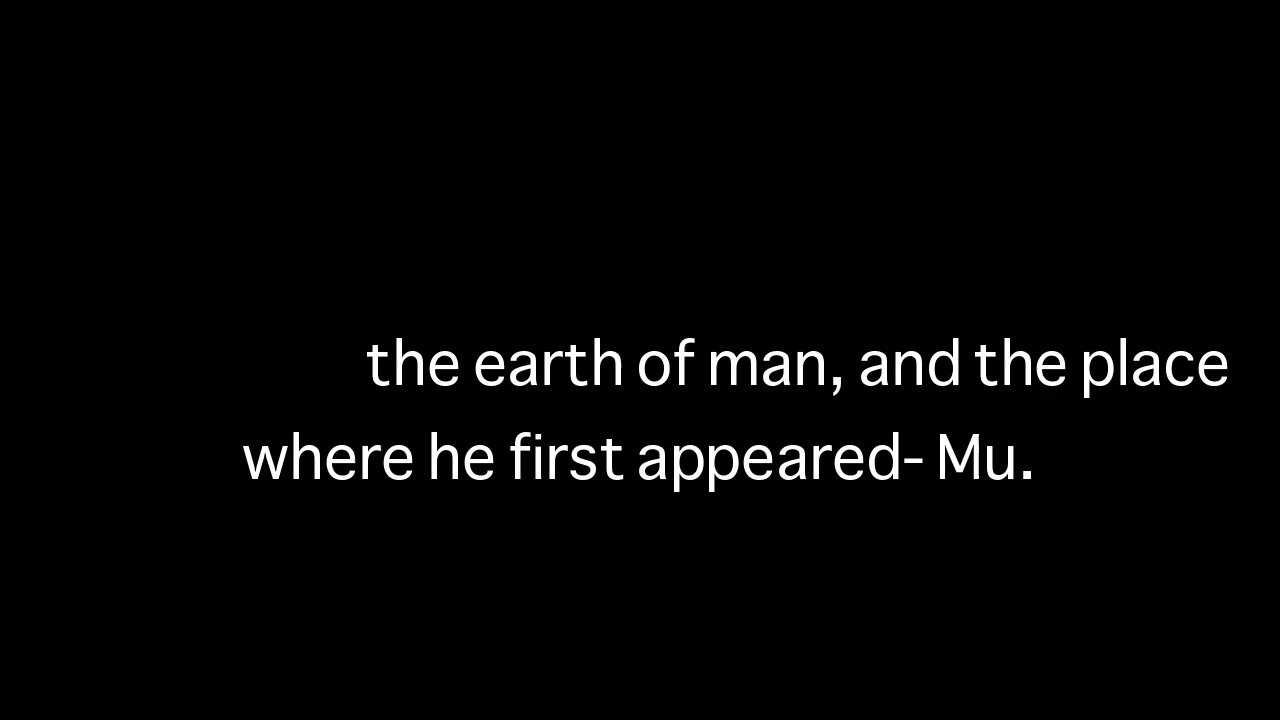 the earth of man, and the place
where he first appeared- Mu.